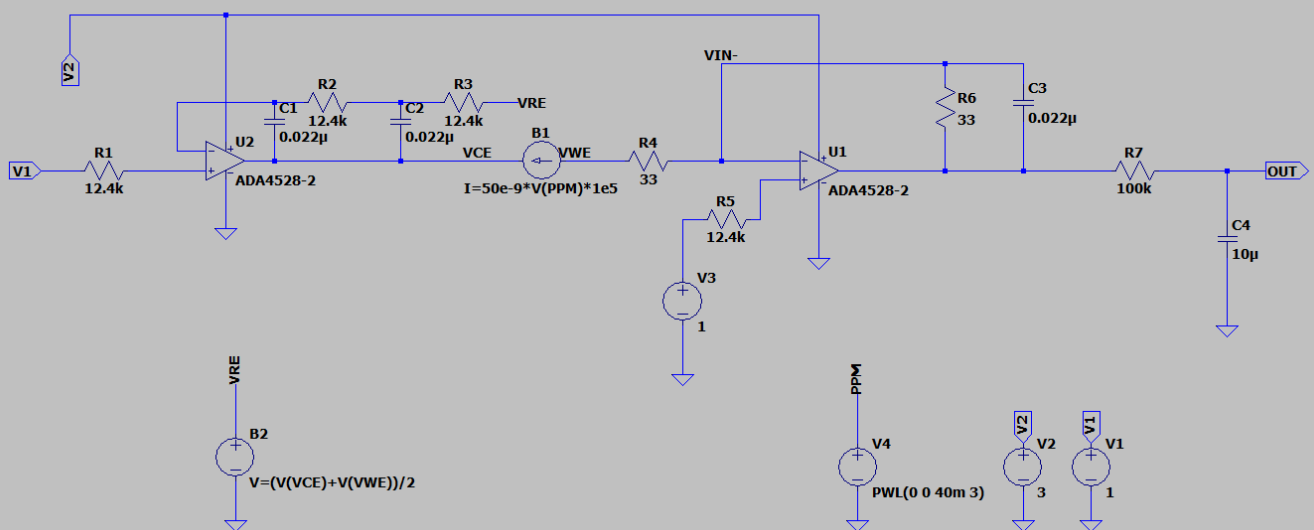 V2
VIN-
R2
12.4k
R3
12.4k
VRE
C1
0.022µ
C2
0.022µ
R6
33
C3
0.022µ
V1
R1
12.4k
U2
ADA4528-2
VCE
B1
VWE
I=50e-9*V(PPM)*1e5
R4
33
U1
ADA4528-2
R5
12.4k
R7
100k
OUT
C4
10µ
V3
1
VRE
B2
V=(V(VCE)+V(VWE))/2
PPM
V4
PWL(0 0 40m 3)
V2
V2
3
V1
V1
1